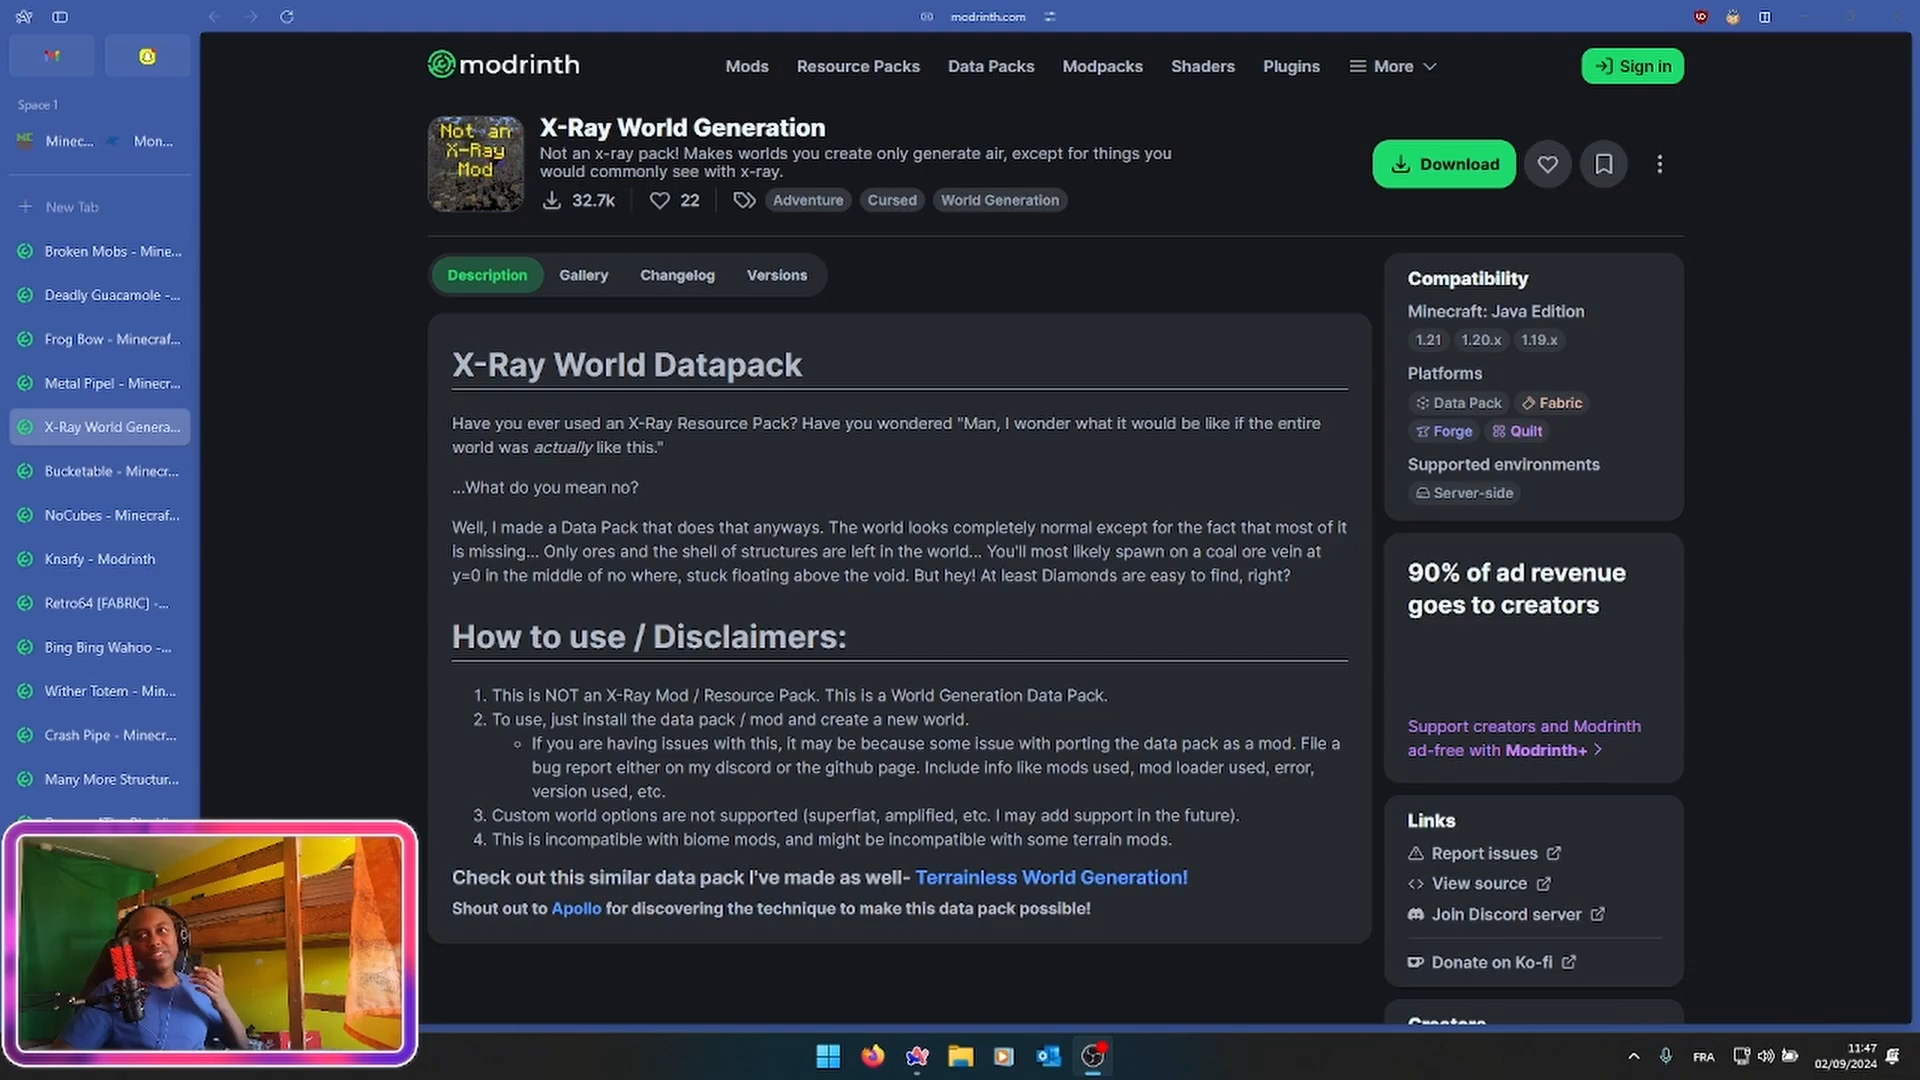 modrinth.com
Space 1
Minec...
Mon...
New Tab
Broken Mobs - Mine...
Deadly Guacamole -...
Frog Bow - Minecraf...
Metal Pipel - Minecr...
X-Ray World Genera...
Bucketable - Minecr...
NoCubes - Minecraf...
Knarfy - Modrinth
Retro64 [FABRIC] -...
Bing Bing Wahoo -...
Wither Totem - Min...
Crash Pipe - Minecr...
Many More Structur...
modrinth
Mods
Resource Packs
Data Packs
Modpacks
Shaders
Plugins
More
Sign in
Not an
X-Ray
Mod
X-Ray World Generation
Not an x-ray pack! Makes worlds you create only generate air, except for things you
would commonly see with x-ray.
32.7k
22
Adventure
Cursed
World Generation
Download
Description
Gallery
Changelog
Versions
X-Ray World Datapack
Have you ever used an X-Ray Resource Pack? Have you wondered "Man, I wonder what it would be like if the entire
world was actually like this."
...What do you mean no?
Well, I made a Data Pack that does that anyways. The world looks completely normal except for the fact that most of it
is missing... Only ores and the shell of structures are left in the world... You'll most likely spawn on a coal ore vein at
y=0 in the middle of no where, stuck floating above the void. But hey! At least Diamonds are easy to find, right?
How to use / Disclaimers:
1. This is NOT an X-Ray Mod / Resource Pack. This is a World Generation Data Pack.
2. To use, just install the data pack / mod and create a new world.
If you are having issues with this, it may be because some issue with porting the data pack as a mod. File a
bug report either on my discord or the github page. Include info like mods used, mod loader used, error,
version used, etc.
3. Custom world options are not supported (superflat, amplified, etc. I may add support in the future).
4. This is incompatible with biome mods, and might be incompatible with some terrain mods.
Check out this similar data pack I've made as well- Terrainless World Generation!
Shout out to Apollo for discovering the technique to make this data pack possible!
Compatibility
Minecraft: Java Edition
1.21
1.20.x
1.19.x
Platforms
Data Pack
Fabric
Forge
Quilt
Supported environments
Server-side
90% of ad revenue
goes to creators
Support creators and Modrinth
ad-free with Modrinth+
Links
Report issues
View source
Join Discord server
Donate on Ko-fi
Creators
FRA
11:47
02/09/2024